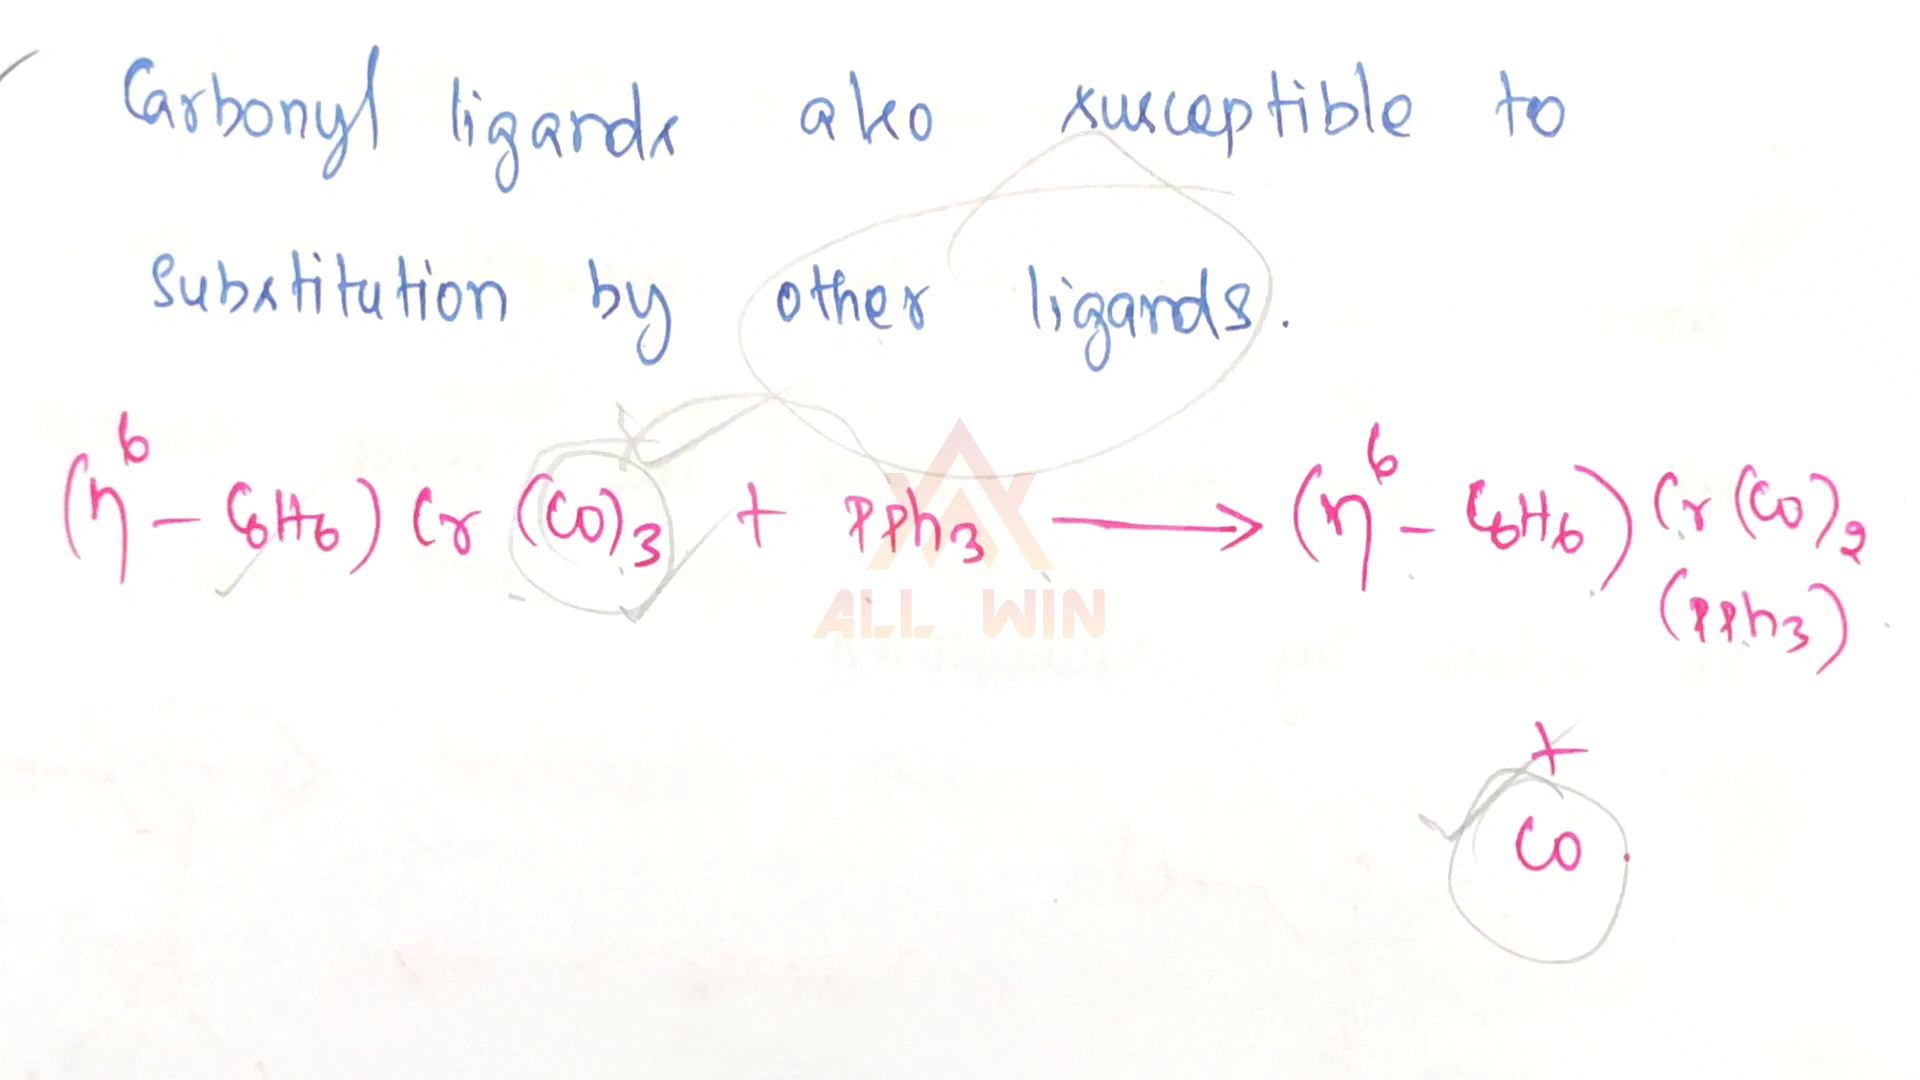 Carbonyl ligands also susceptible to
substitution by other ligands.
(η⁶ - C₆H₆) Cr (CO)₃ + PPh₃ ⟶ (η⁶ - C₆H₆) Cr (CO)₂
(PPh₃)
+
CO
ALL WIN